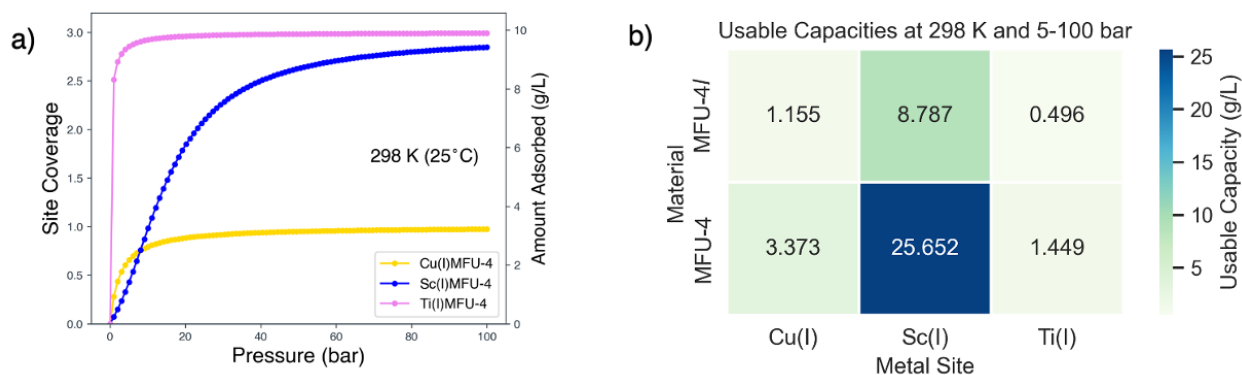 a)
3.0
2.5
2.0
1.5
1.0
0.5
0.0
Site Coverage
10
8
6
4
2
0
Amount Adsorbed (g/L)
298 K (25°C)
Cu(I)MFU-4
Sc(I)MFU-4
Ti(I)MFU-4
0 20 40 60 80 100
Pressure (bar)
b)
Usable Capacities at 298 K and 5-100 bar
Material
MFU-4l
1.155 8.787 0.496
MFU-4
3.373 25.652 1.449
Cu(I) Sc(I) Ti(I)
Metal Site
25
20
15
10
5
Usable Capacity (g/L)